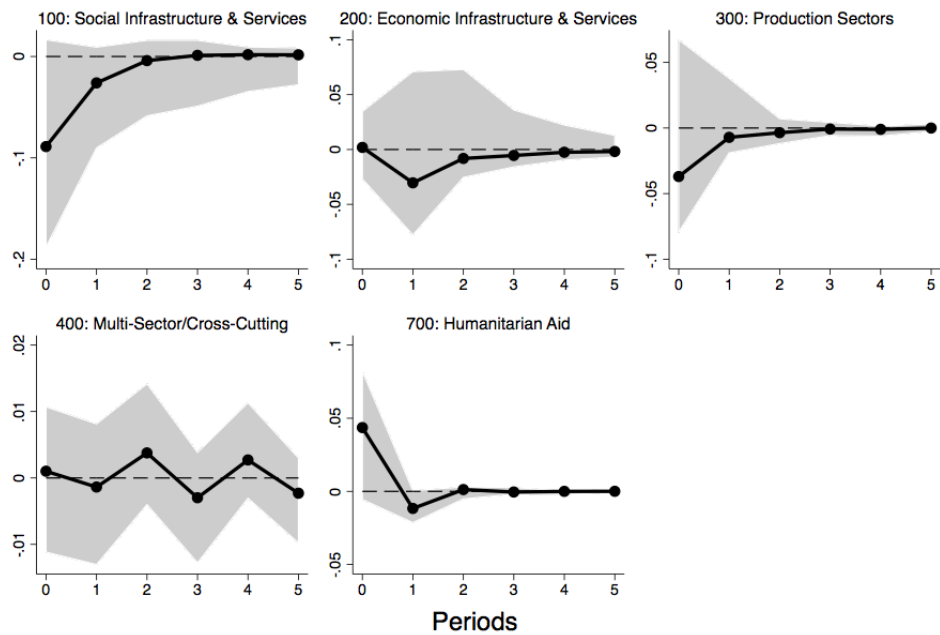 100: Social Infrastructure & Services
0
-.1
-.2
0 1 2 3 4 5
200: Economic Infrastructure & Services
.1
.05
0
-.05
-.1
0 1 2 3 4 5
300: Production Sectors
.05
0
-.05
-.1
0 1 2 3 4 5
400: Multi-Sector/Cross-Cutting
.02
.01
0
-.01
0 1 2 3 4 5
700: Humanitarian Aid
.1
.05
0
-.05
0 1 2 3 4 5
Periods